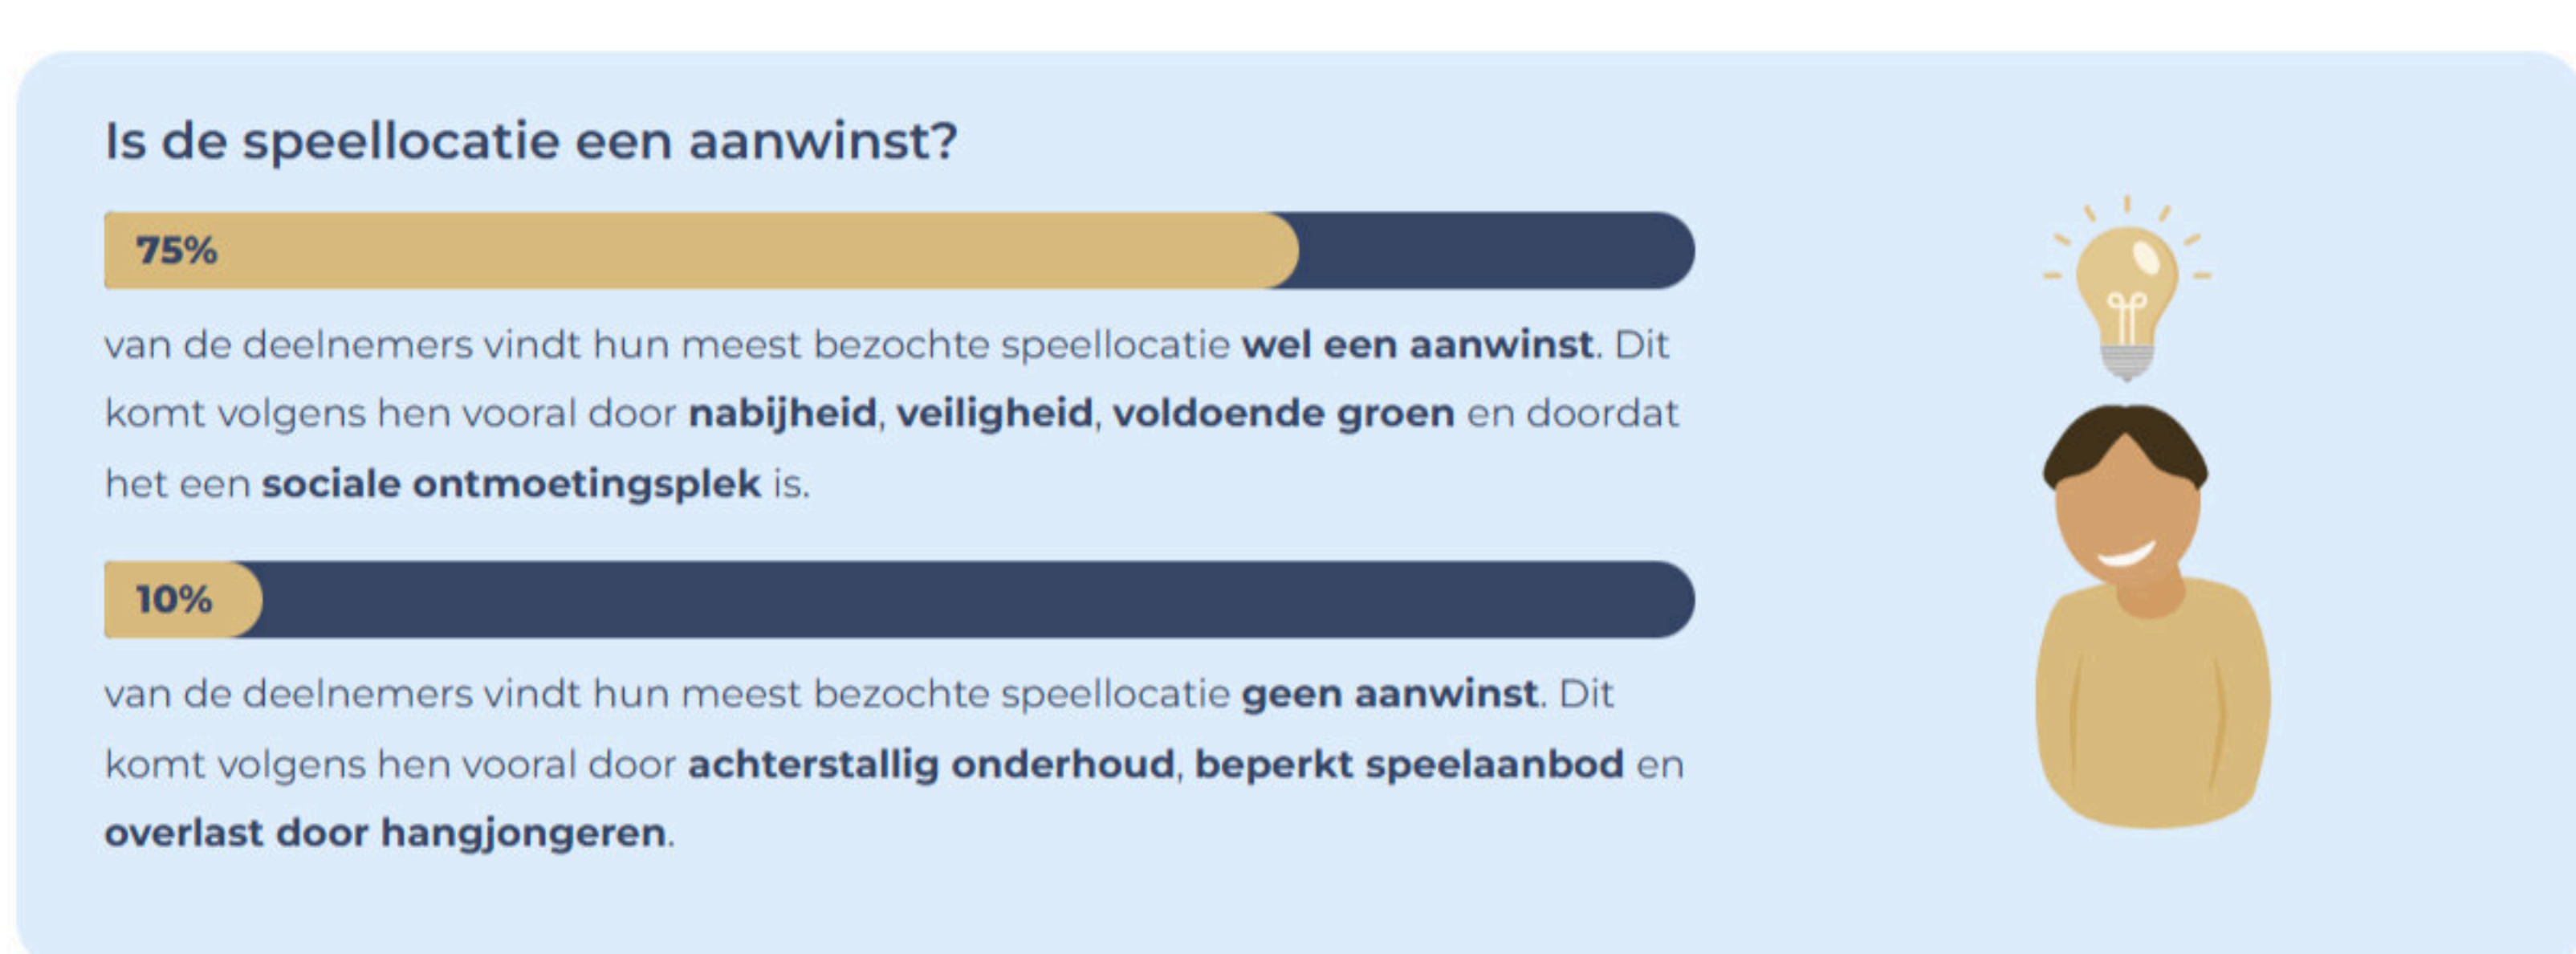 Is de speellocatie een aanwinst?
75%
van de deelnemers vindt hun meest bezochte speellocatie wel een aanwinst. Dit
komt volgens hen vooral door nabijheid, veiligheid, voldoende groen en doordat
het een sociale ontmoetingsplek is.
10%
van de deelnemers vindt hun meest bezochte speellocatie geen aanwinst. Dit
komt volgens hen vooral door achterstallig onderhoud, beperkt speelaanbod en
overlast door hangjongeren.